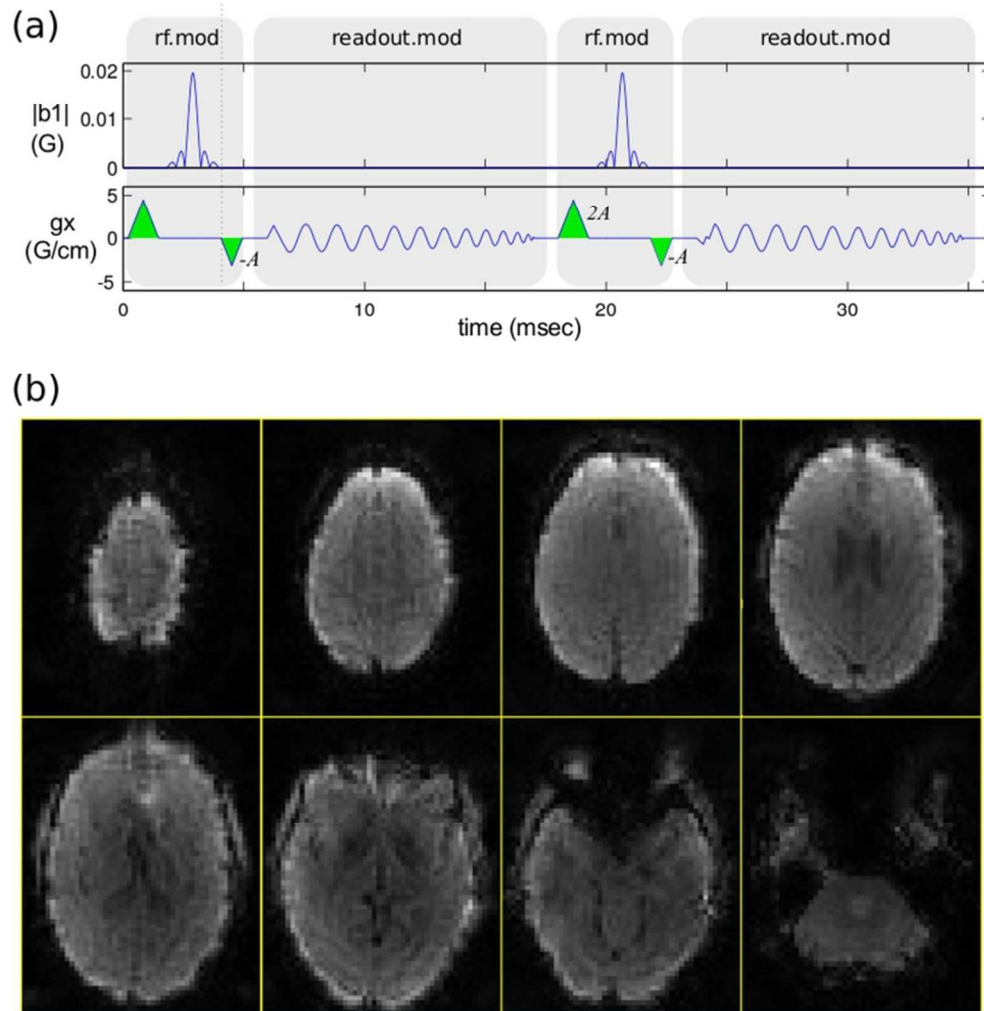 (a)
rf.mod readout.mod rf.mod readout.mod
0.02
|b1|
(G)
0.01
0
5
gx
(G/cm)
0
-5
-A
2A
-A
0 10 20 30
time (msec)
(b)